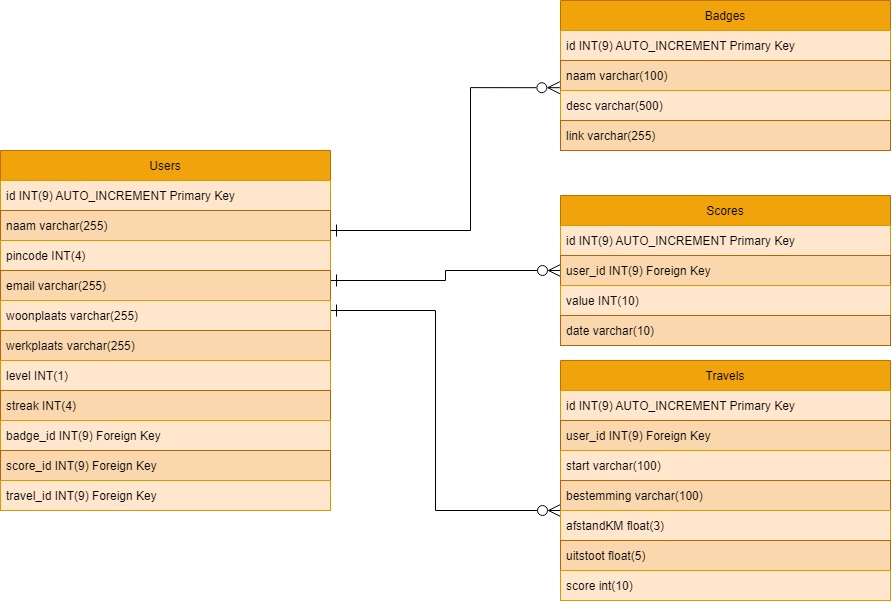 Badges
id INT(9) AUTO_INCREMENT Primary Key
naam varchar(100)
desc varchar(500)
link varchar(255)
Users
id INT(9) AUTO_INCREMENT Primary Key
naam varchar(255)
pincode INT(4)
email varchar(255)
woonplaats varchar(255)
werkplaats varchar(255)
level INT(1)
streak INT(4)
badge_id INT(9) Foreign Key
score_id INT(9) Foreign Key
travel_id INT(9) Foreign Key
Scores
id INT(9) AUTO_INCREMENT Primary Key
user_id INT(9) Foreign Key
value INT(10)
date varchar(10)
Travels
id INT(9) AUTO_INCREMENT Primary Key
user_id INT(9) Foreign Key
start varchar(100)
bestemming varchar(100)
afstandKM float(3)
uitstoot float(5)
score int(10)